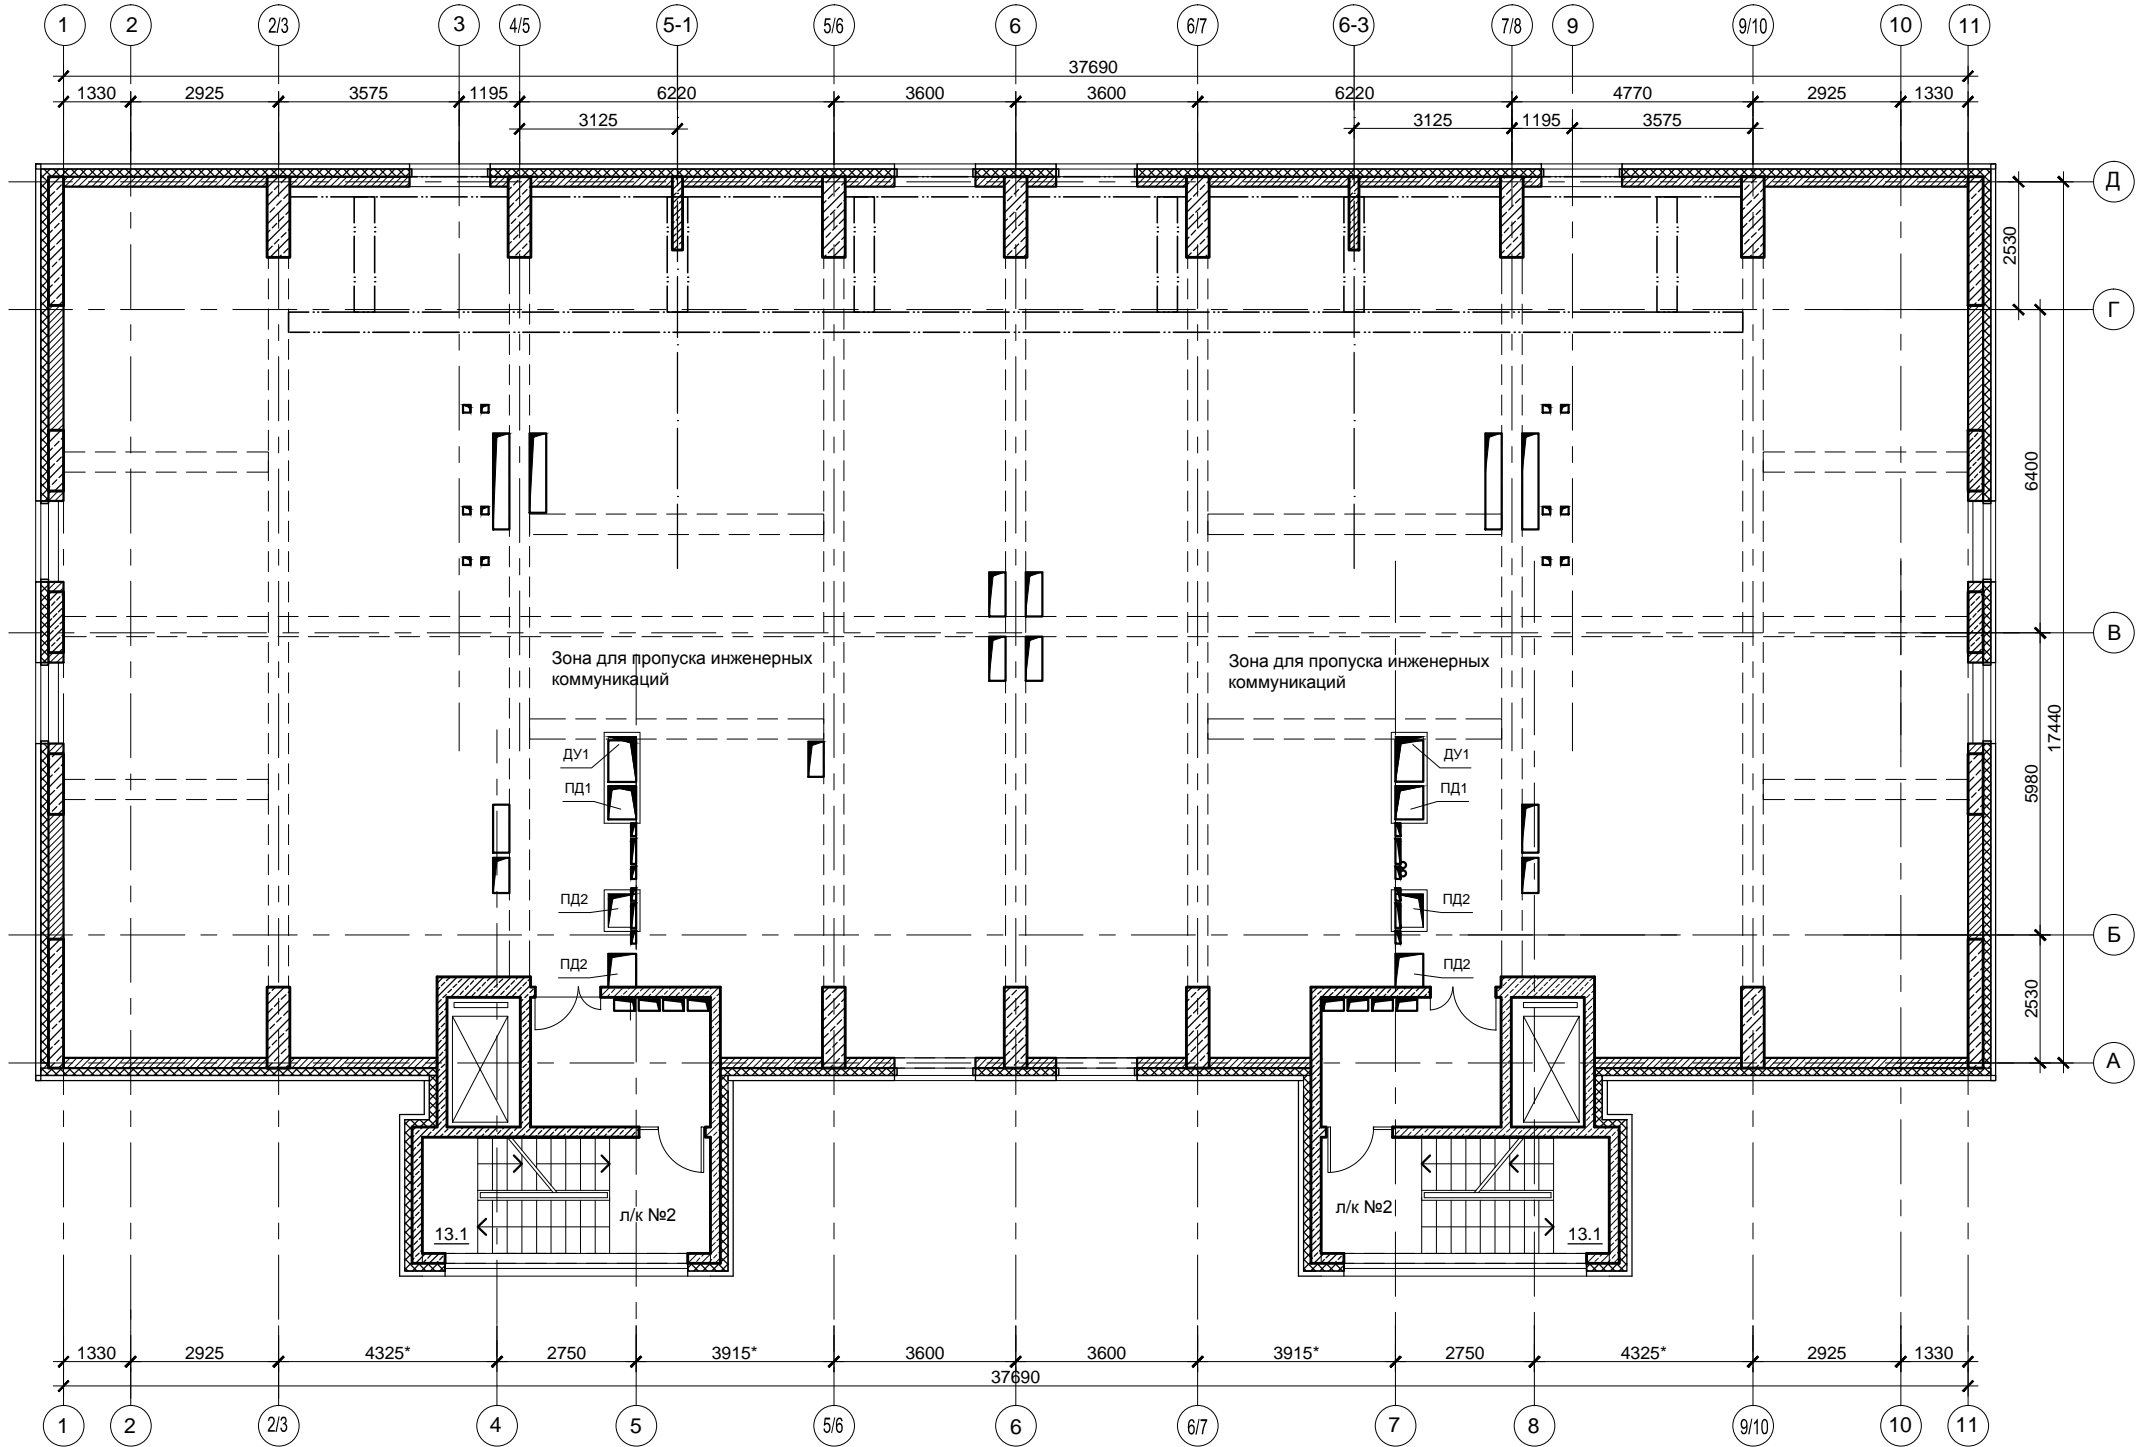 1 2 2/3 3 4/5 5-1 5/6 6 6/7 6-3 7/8 9 9/10 10 11
37690
1330 2925 3575 1195 6220 3600 3600 6220 4770 2925 1330
3125 3125 1195 3575
Д
2530
Г
6400
В
Зона для пропуска инженерных
коммуникаций
Зона для пропуска инженерных
коммуникаций
17440
ДУ1 ДУ1
5980
ПД1 ПД1
ПД2 ПД2
Б
ПД2 ПД2
2530
А
л/к №2 л/к №2
13.1 13.1
1330 2925 4325* 2750 3915* 3600 3600 3915* 2750 4325* 2925 1330
37690
1 2 2/3 4 5 5/6 6 6/7 7 8 9/10 10 11